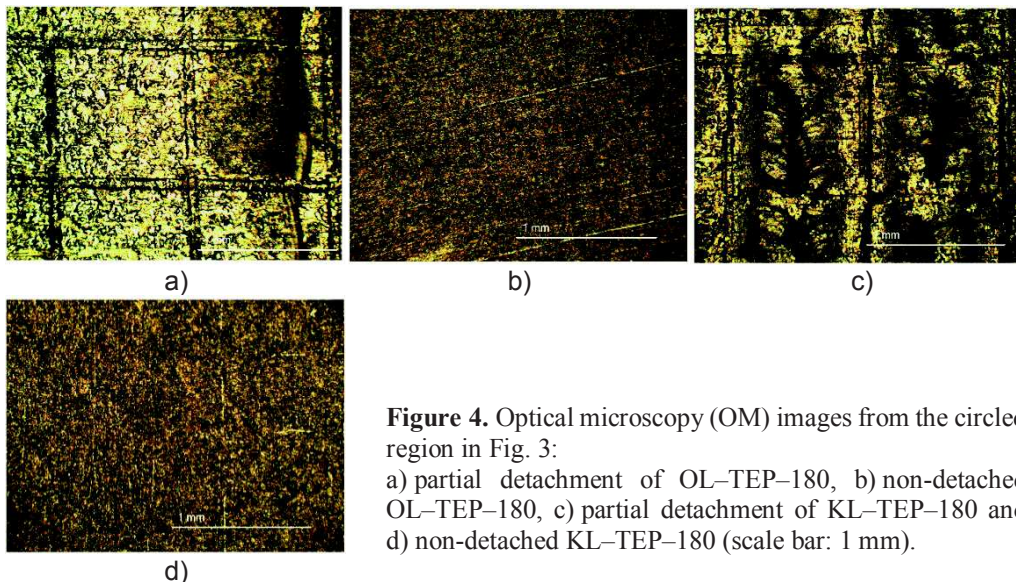 1 mm
mm
mm
a)
b)
c)
1 mm
d)
Figure 4. Optical microscopy (OM) images from the circled
region in Fig. 3:
a) partial detachment of OL–TEP–180, b) non-detached
OL–TEP–180, c) partial detachment of KL–TEP–180 and
d) non-detached KL–TEP–180 (scale bar: 1 mm).